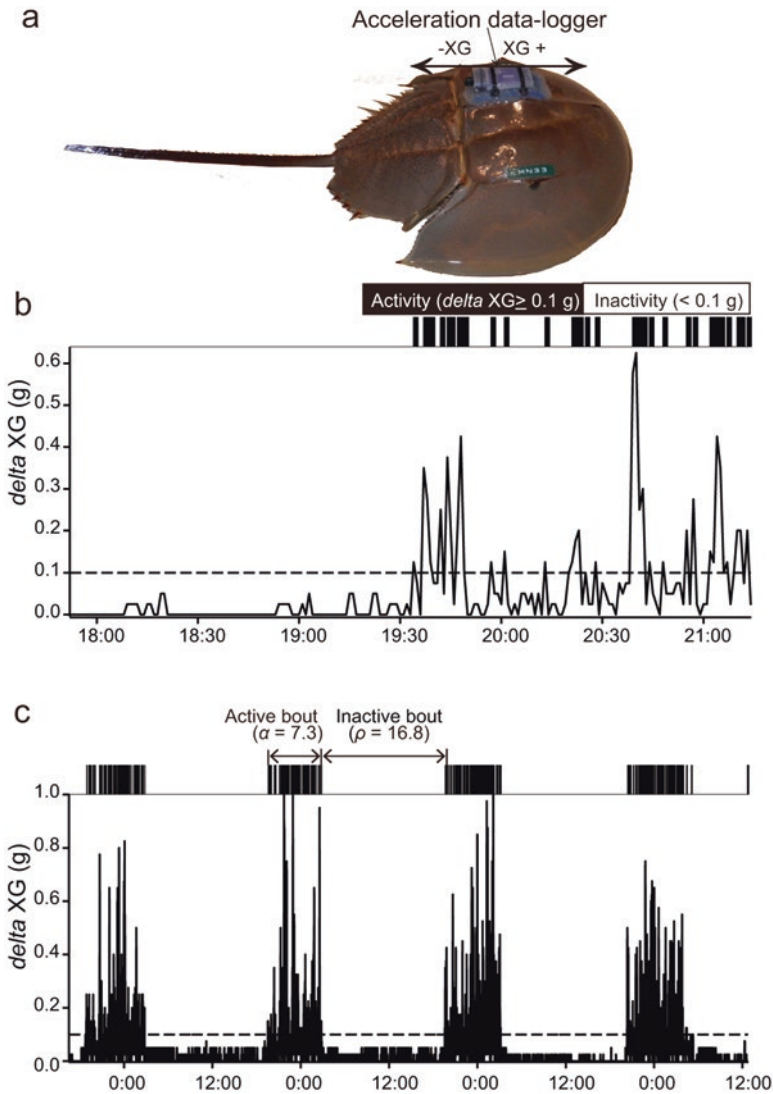 a
Acceleration data-logger
-XG XG +
b
Activity (delta XG≥ 0.1 g) Inactivity (< 0.1 g)
delta XG (g)
0.6
0.5
0.4
0.3
0.2
0.1
0.0
18:00 18:30 19:00 19:30 20:00 20:30 21:00
c
Active bout Inactive bout
(α = 7.3) (ρ = 16.8)
delta XG (g)
1.0
0.8
0.6
0.4
0.2
0.0
0:00 12:00 0:00 12:00 0:00 12:00 0:00 12:00